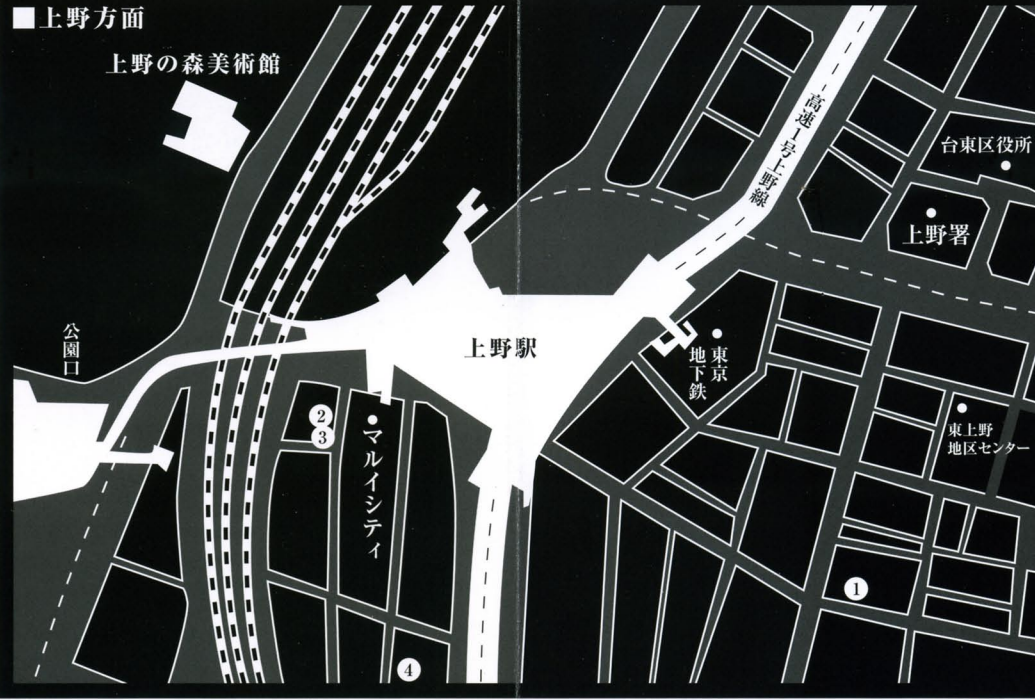 ■上野方面
上野の森美術館
高速1号上野線
台東区役所
上野署
公園口
上野駅
東京
地下鉄
②
③
マルイシティ
東上野
地区センター
①
④